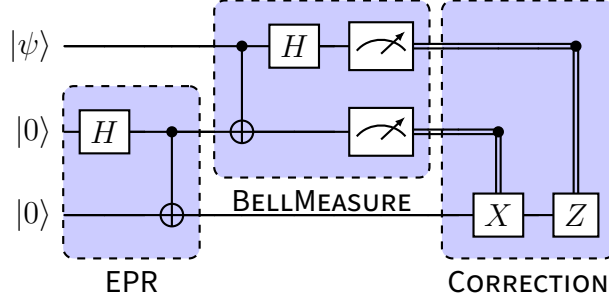 |ψ⟩ H
|0⟩ H
|0⟩ X Z
BELLMEASURE
EPR CORRECTION